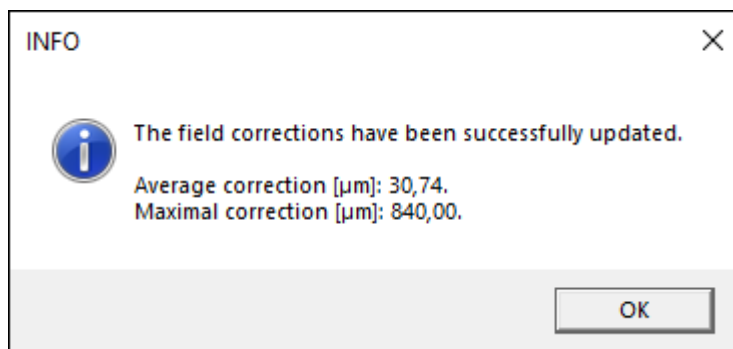 INFO
The field corrections have been successfully updated.
Average correction [µm]: 30,74.
Maximal correction [µm]: 840,00.
OK